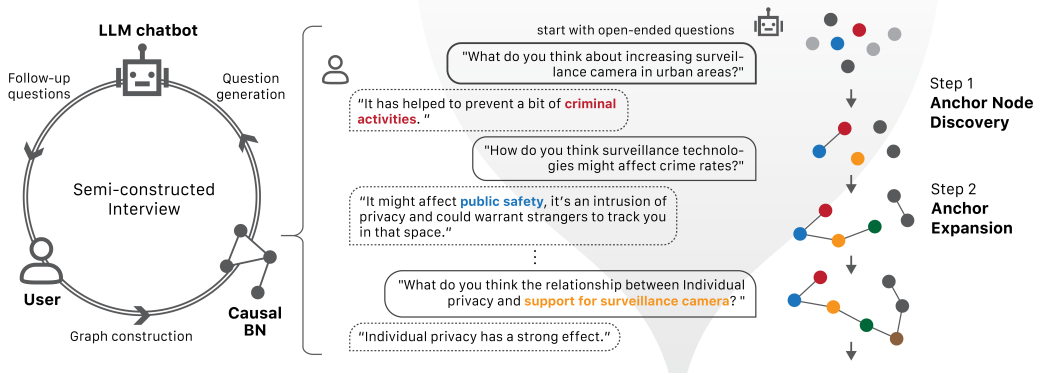 LLM chatbot
Follow-up
questions
Question
generation
Semi-constructed
Interview
User
Causal
BN
Graph construction
start with open-ended questions
"What do you think about increasing surveil-
lance camera in urban areas?"
“It has helped to prevent a bit of criminal
activities. “
"How do you think surveillance technolo-
gies might affect crime rates?"
“It might affect public safety, it’s an intrusion of
privacy and could warrant strangers to track you
in that space.”
"What do you think the relationship between Individual
privacy and support for surveillance camera? "
“Individual privacy has a strong effect.”
Step 1
Anchor Node
Discovery
Step 2
Anchor
Expansion